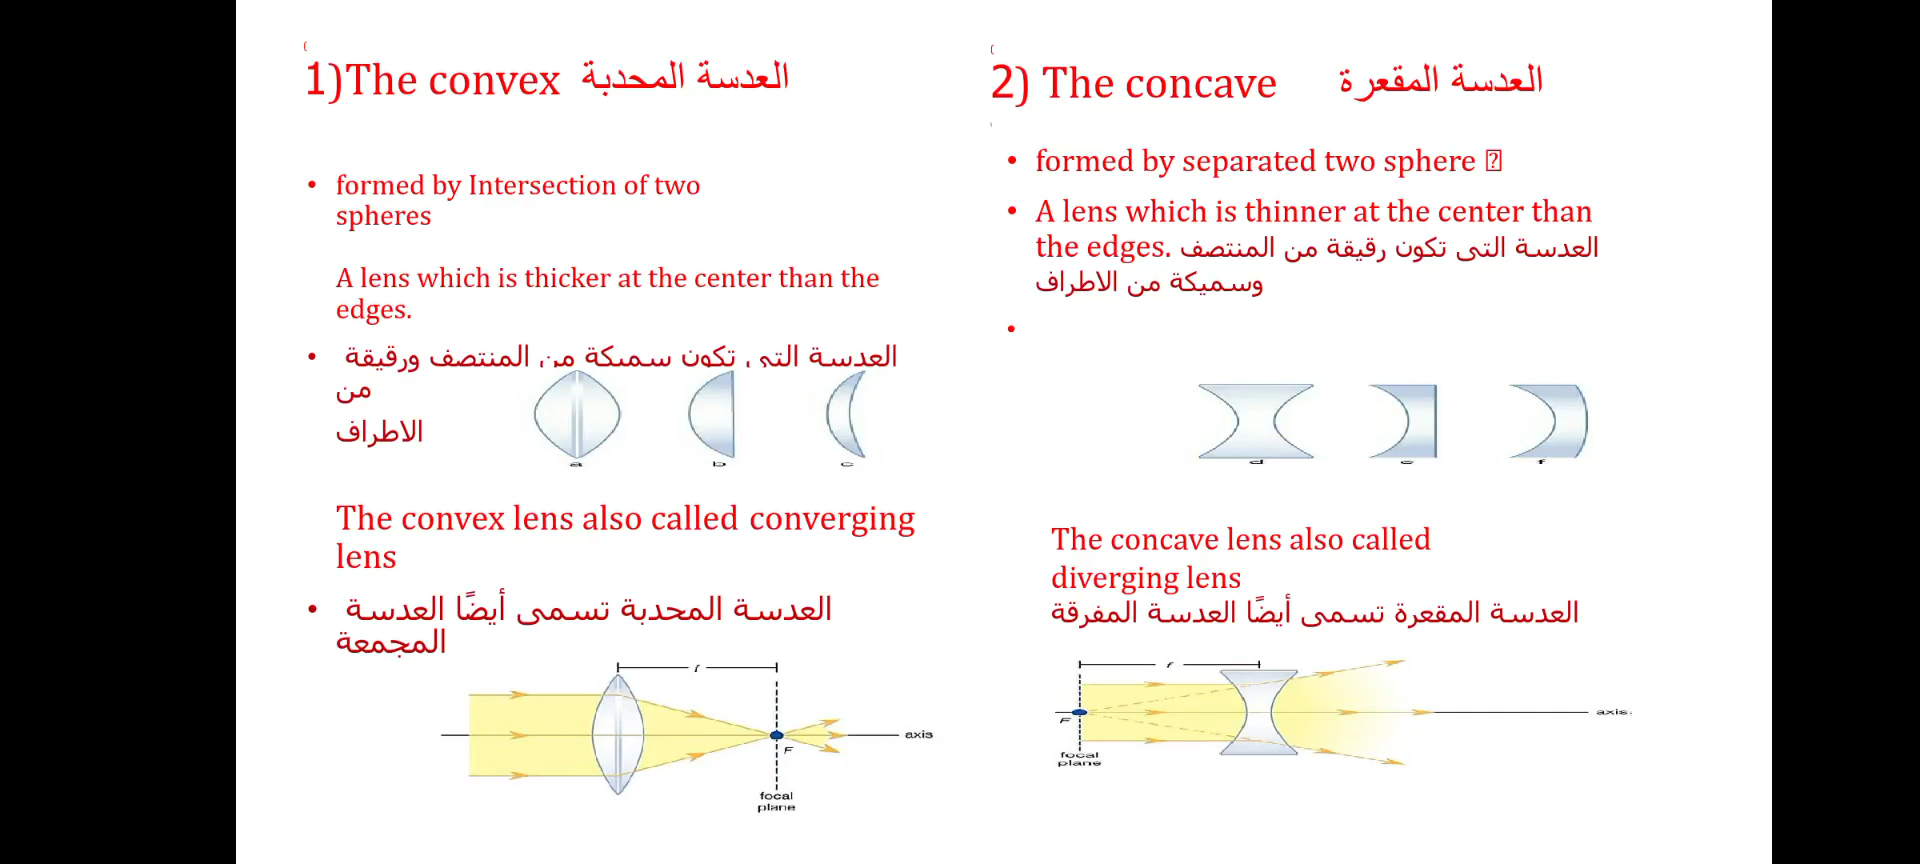 1)The convex العدسة المحدبة
• formed by Intersection of two
spheres
A lens which is thicker at the center than the
edges.
• العدسة التى تكون سميكة من المنتصف ورقيقة
من
الاطراف
a b c
The convex lens also called converging
lens
• العدسة المحدبة تسمى أيضًا العدسة
المجمعة
f
axis
F
focal
plane
2) The concave العدسة المقعرة
• formed by separated two sphere
• A lens which is thinner at the center than
the edges. العدسة التى تكون رقيقة من المنتصف
وسميكة من الاطراف
•
d e f
The concave lens also called
diverging lens
العدسة المقعرة تسمى أيضًا العدسة المفرقة
f
axis
F
focal
plane